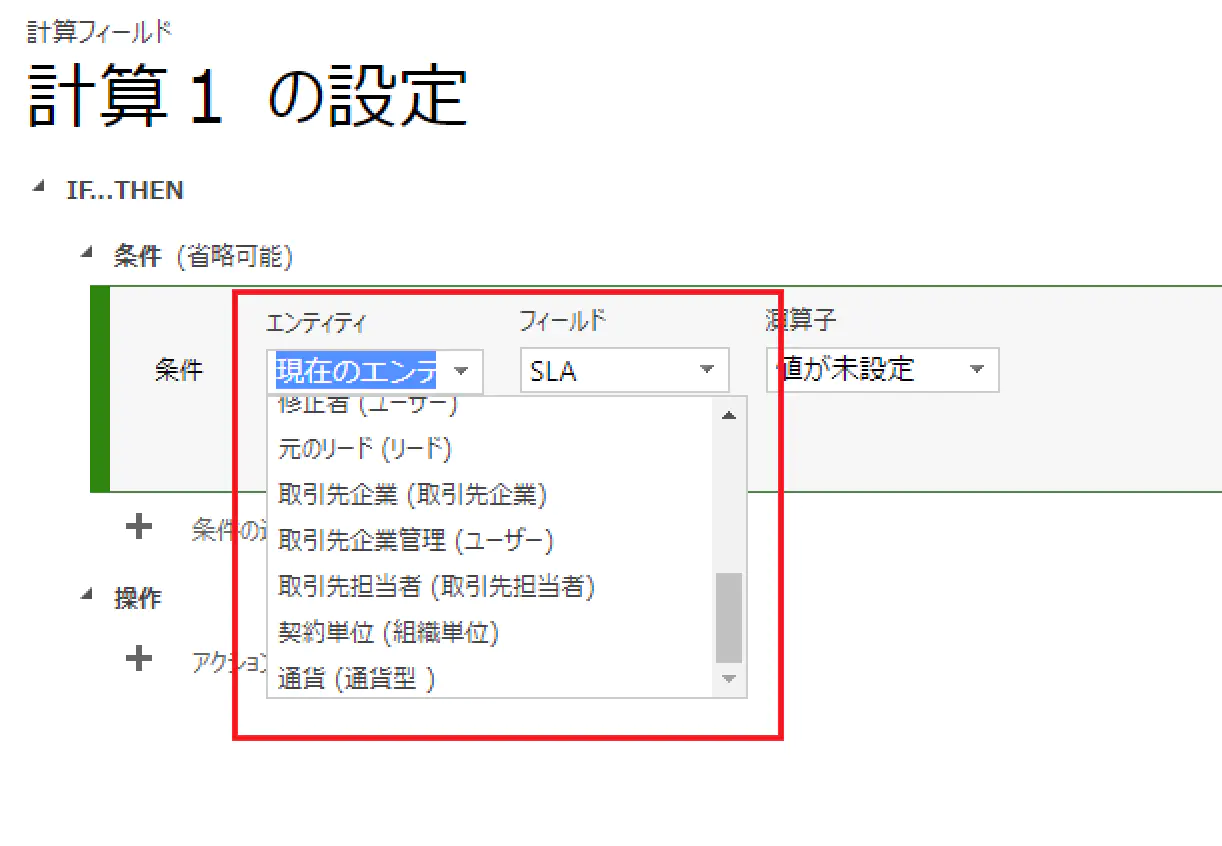 計算フィールド
計算１ の設定
IF...THEN
条件 (省略可能)
エンティティ フィールド 演算子
条件 現在のエンテ SLA 値が未設定
修正者 (ユーザー)
元のリード (リード)
取引先企業 (取引先企業)
条件の
取引先企業管理 (ユーザー)
取引先担当者 (取引先担当者)
操作
契約単位 (組織単位)
アクション
通貨 (通貨型 )